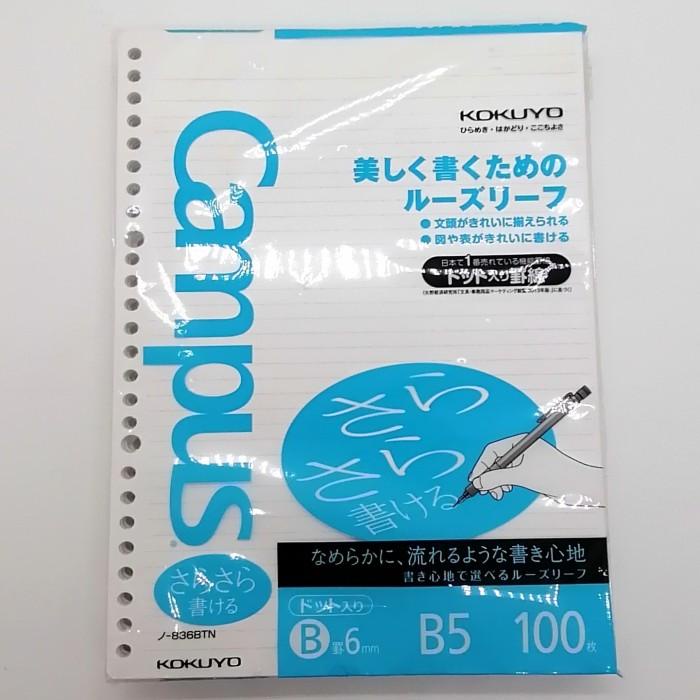 Campus
KOKUYO
ひらめき・はかどり・ここちよさ
美しく書くための
ルーズリーフ
● 文頭がきれいに揃えられる
● 図や表がきれいに書ける
日本で1番売れている機能
ドット入り罫線
さら
さら
書ける
なめらかに、流れるような書き心地
書き心地で選べるルーズリーフ
さらさら
書ける
ノ-836BTN
KOKUYO
ドット入り
B罫6mm
B5
100枚